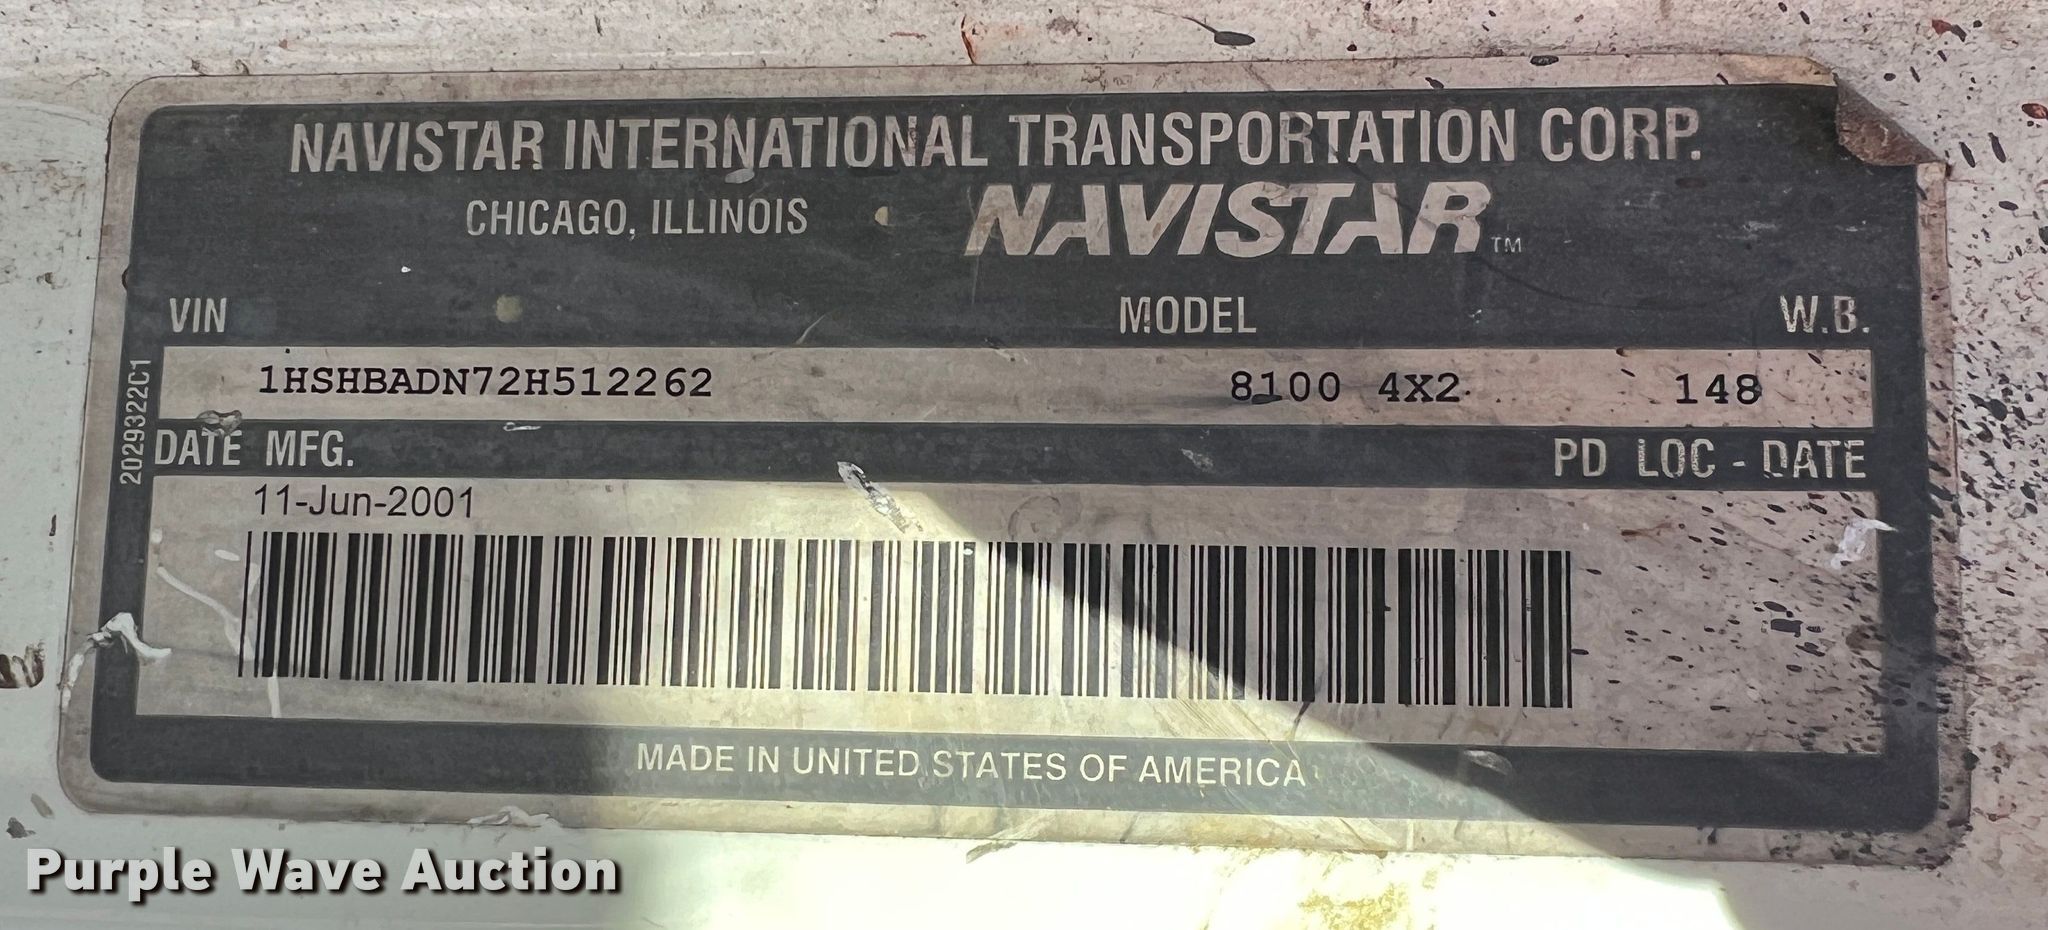 NAVISTAR INTERNATIONAL TRANSPORTATION CORP.
CHICAGO, ILLINOIS NAVISTAR™
VIN MODEL W.B.
1HSHBADN72H512262 8100 4X2 148
2029322C1
DATE MFG. PD LOC - DATE
11-Jun-2001
MADE IN UNITED STATES OF AMERICA
Purple Wave Auction